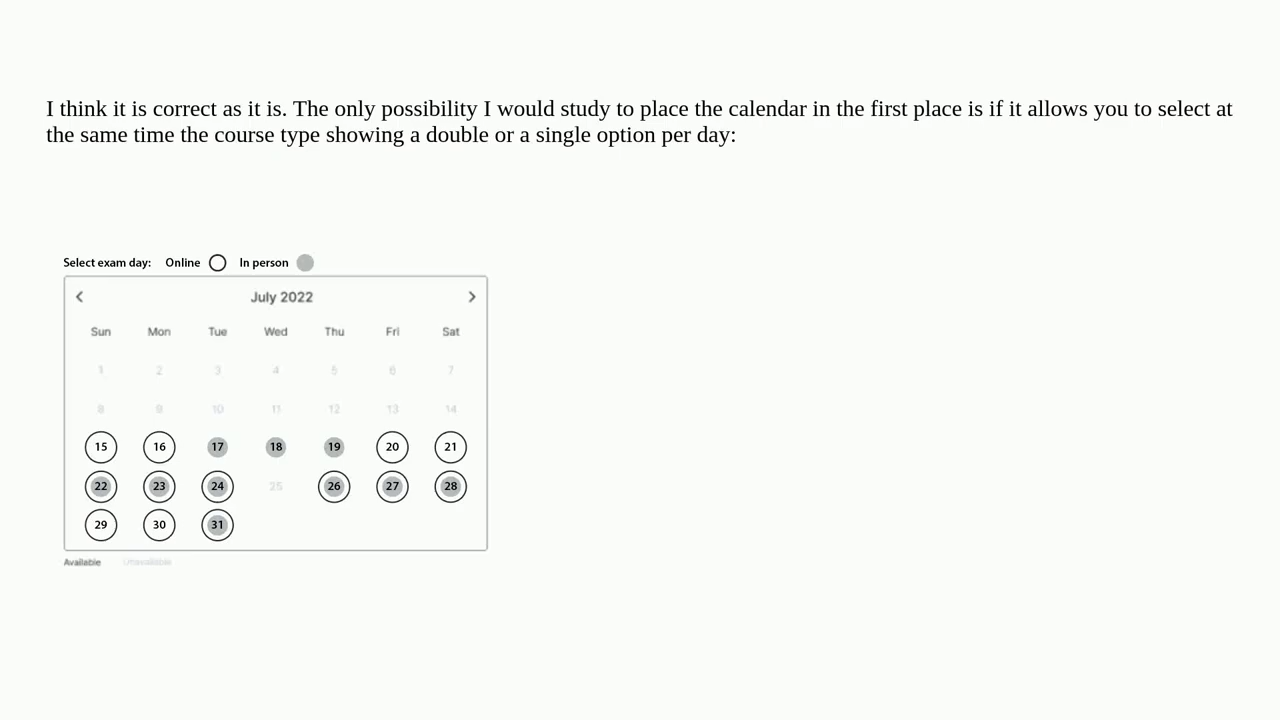 I think it is correct as it is. The only possibility I would study to place the calendar in the first place is if it allows you to select at
the same time the course type showing a double or a single option per day:
Select exam day: Online In person
July 2022
Sun Mon Tue Wed Thu Fri Sat
1 2 3 4 5 6 7
8 9 10 11 12 13 14
15 16 17 18 19 20 21
22 23 24 25 26 27 28
29 30 31
Available Unavailable